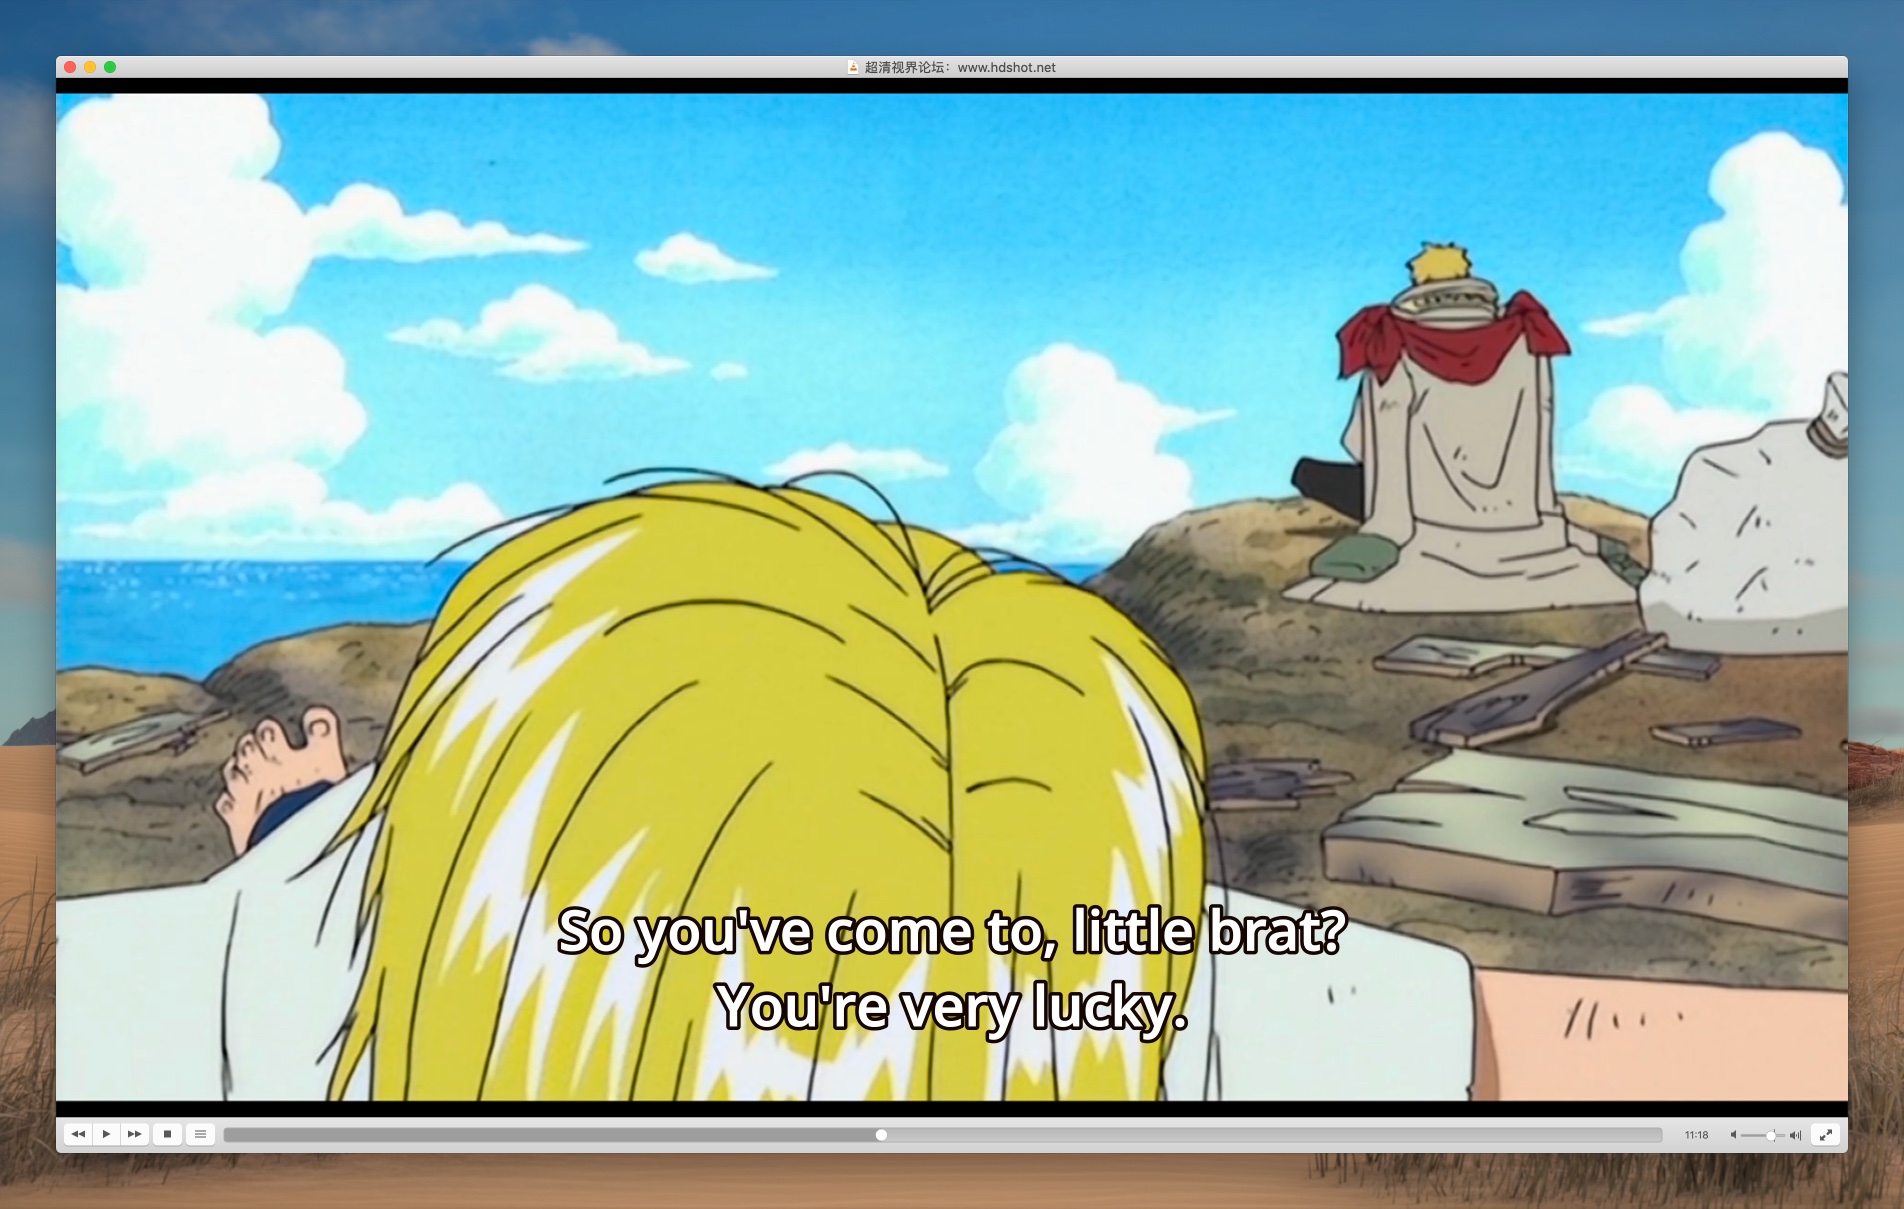 超清视界论坛：www.hdshot.net
So you've come to, little brat?
You're very lucky.
11:18